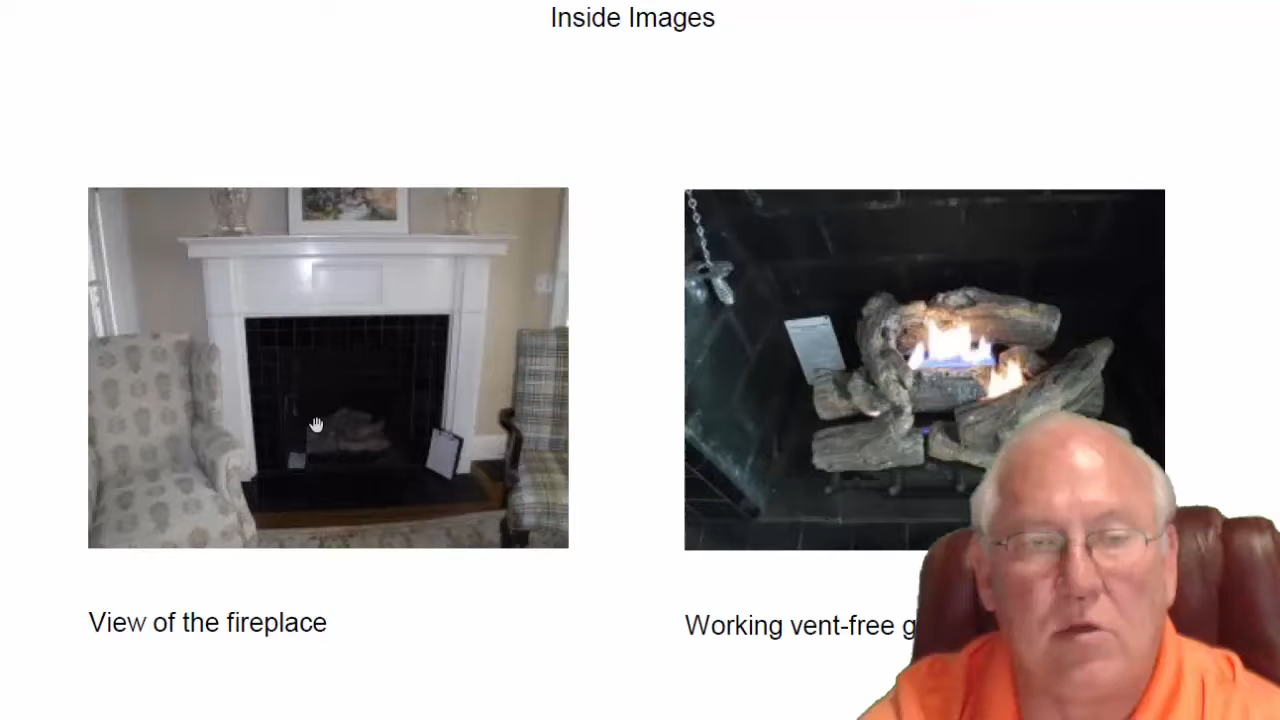 Inside Images
View of the fireplace
Working vent-free g